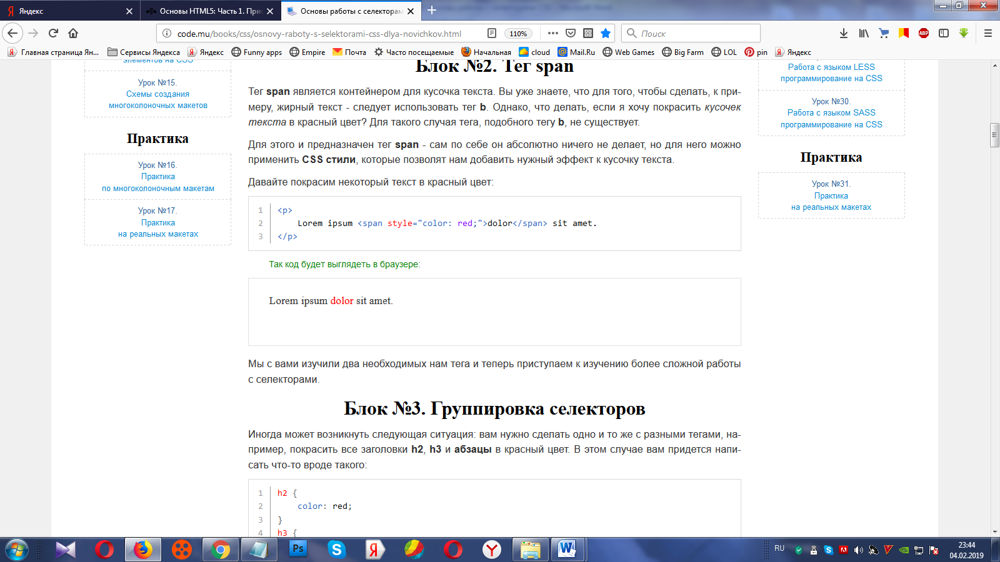 Яндекс
Основы HTML5: Часть 1. При
Основы работы с селекторам
code.mu/books/css/osnovy-raboty-s-selektorami-css-dlya-novichkov.html
110%
Поиск
ABP
Главная страница Ян...
Сервисы Яндекса
Яндекс
Funny apps
Empire
Почта
Часто посещаемые
Начальная
cloud
Mail.Ru
Web Games
Big Farm
LOL
pin
Яндекс
элементов на CSS
Урок №15.
Схемы создания
многоколоночных макетов
Практика
Урок №16.
Практика
по многоколоночным макетам
Урок №17.
Практика
на реальных макетах
Блок №2. Тег span
Тег span является контейнером для кусочка текста. Вы уже знаете, что для того, чтобы сделать, к при-
меру, жирный текст - следует использовать тег b. Однако, что делать, если я хочу покрасить кусочек
текста в красный цвет? Для такого случая тега, подобного тегу b, не существует.
Для этого и предназначен тег span - сам по себе он абсолютно ничего не делает, но для него можно
применить CSS стили, которые позволят нам добавить нужный эффект к кусочку текста.
Давайте покрасим некоторый текст в красный цвет:
1 <p>
2 Lorem ipsum <span style="color: red;">dolor</span> sit amet.
3 </p>
Так код будет выглядеть в браузере:
Lorem ipsum dolor sit amet.
Мы с вами изучили два необходимых нам тега и теперь приступаем к изучению более сложной работы
с селекторами.
Блок №3. Группировка селекторов
Иногда может возникнуть следующая ситуация: вам нужно сделать одно и то же с разными тегами, на-
пример, покрасить все заголовки h2, h3 и абзацы в красный цвет. В этом случае вам придется напи-
сать что-то вроде такого:
1 h2 {
2 color: red;
3 }
4 h3 {
Работа с языком LESS
программирование на CSS
Урок №30.
Работа с языком SASS
программирование на CSS
Практика
Урок №31.
Практика
на реальных макетах
Ps
RU
23:44
04.02.2019